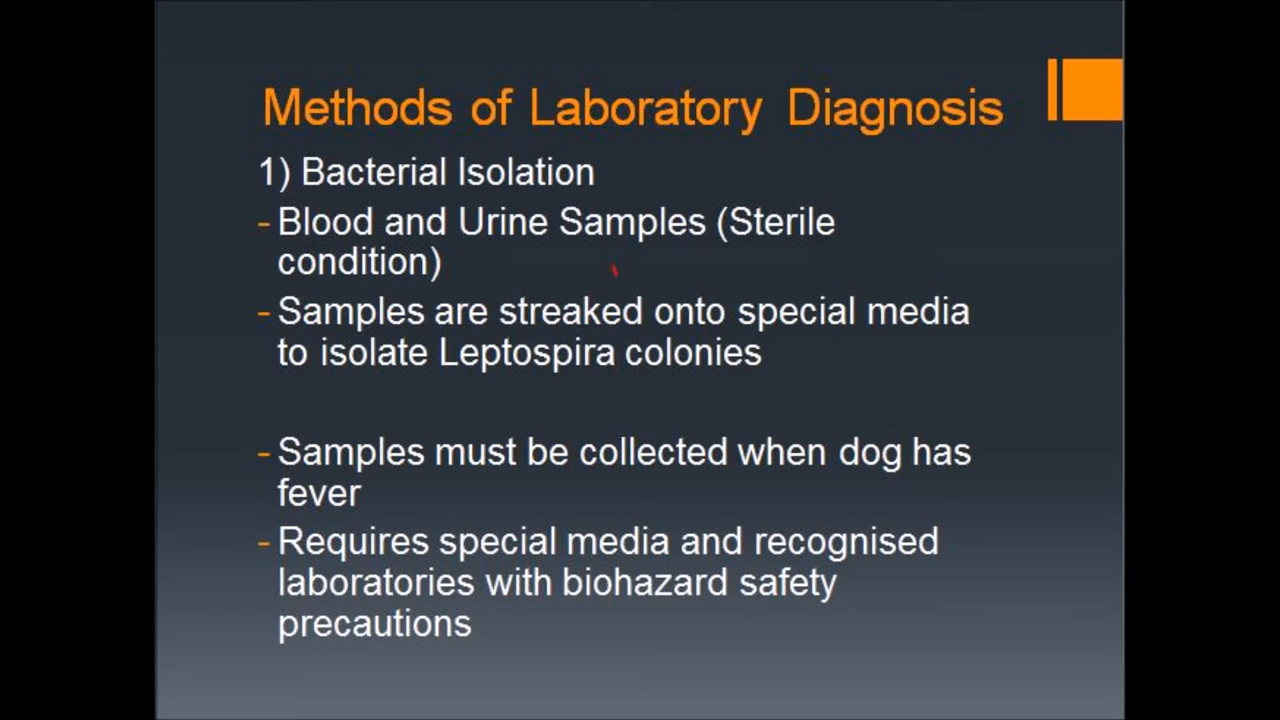 Methods of Laboratory Diagnosis
1) Bacterial Isolation
- Blood and Urine Samples (Sterile
condition)
- Samples are streaked onto special media
to isolate Leptospira colonies
- Samples must be collected when dog has
fever
- Requires special media and recognised
laboratories with biohazard safety
precautions